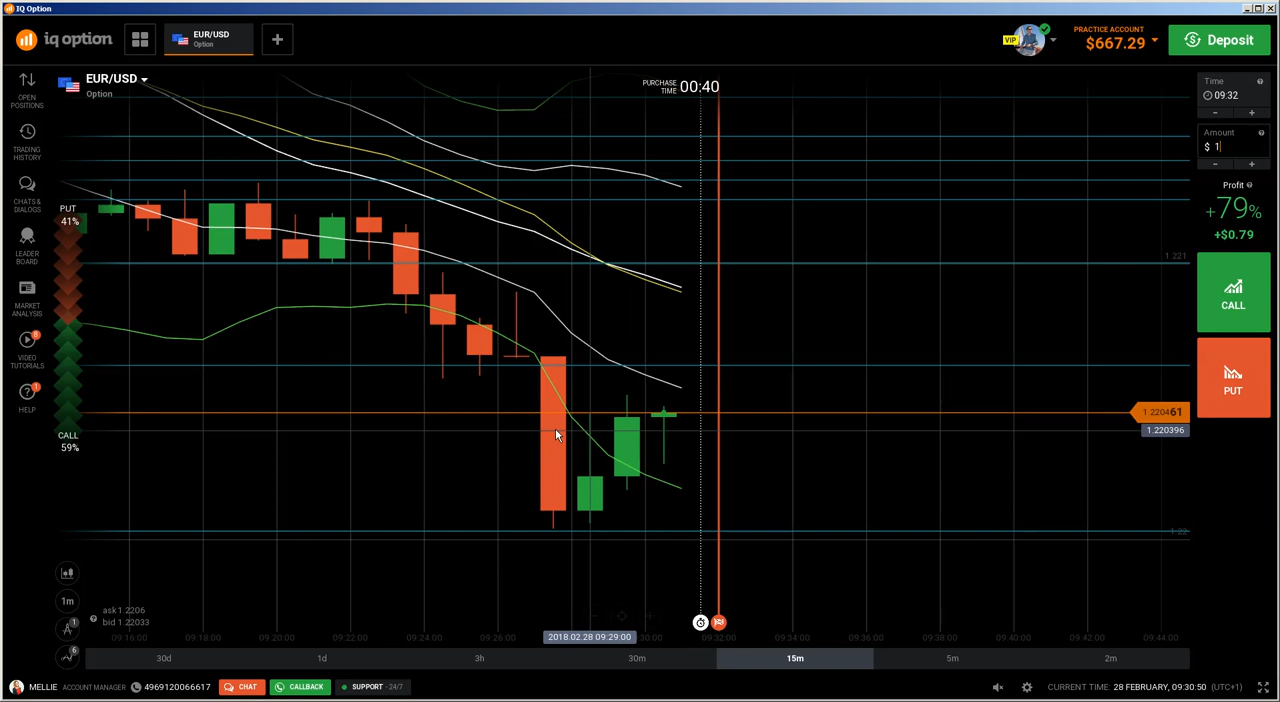 IQ Option
iq option
EUR/USD
Option
VIP
PRACTICE ACCOUNT
$667.29
Deposit
OPEN
POSITIONS
TRADING
HISTORY
CHATS &
DIALOGS
LEADER
BOARD
MARKET
ANALYSIS
VIDEO
TUTORIALS
8
HELP
1
EUR/USD
Option
PUT
41%
CALL
59%
PURCHASE
TIME
00:40
Time
09:32
Amount
$ 1
Profit
+79%
+$0.79
CALL
PUT
1.221
1.220461
1.220396
1.22
1m
1
6
ask 1.2206
bid 1.22033
09:16:00
09:18:00
09:20:00
09:22:00
09:24:00
09:26:00
2018.02.28 09:29:00
30:00
09:32:00
09:34:00
09:36:00
09:38:00
09:40:00
09:42:00
09:44:00
30d
1d
3h
30m
15m
5m
2m
MELLIE ACCOUNT MANAGER 4969120066617
CHAT
CALLBACK
SUPPORT - 24/7
CURRENT TIME: 28 FEBRUARY, 09:30:50 (UTC+1)